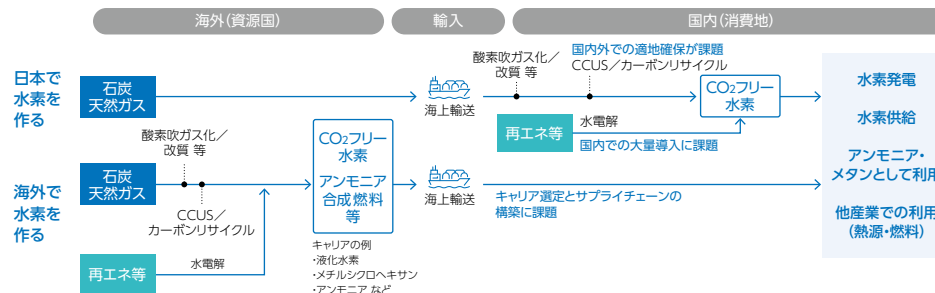 海外(資源国)
輸入
国内(消費地)
日本で
水素を
作る
石炭
天然ガス
海上輸送
酸素吹ガス化／
改質 等
国内外での適地確保が課題
CCUS／カーボンリサイクル
CO₂フリー
水素
再エネ等
水電解
国内での大量導入に課題
海外で
水素を
作る
酸素吹ガス化／
改質 等
石炭
天然ガス
CCUS／
カーボンリサイクル
再エネ等
水電解
CO₂フリー
水素
アンモニア
合成燃料
等
キャリアの例
・液化水素
・メチルシクロヘキサン
・アンモニア など
海上輸送
キャリア選定とサプライチェーンの
構築に課題
水素発電
水素供給
アンモニア・
メタンとして利用
他産業での利用
(熱源・燃料)